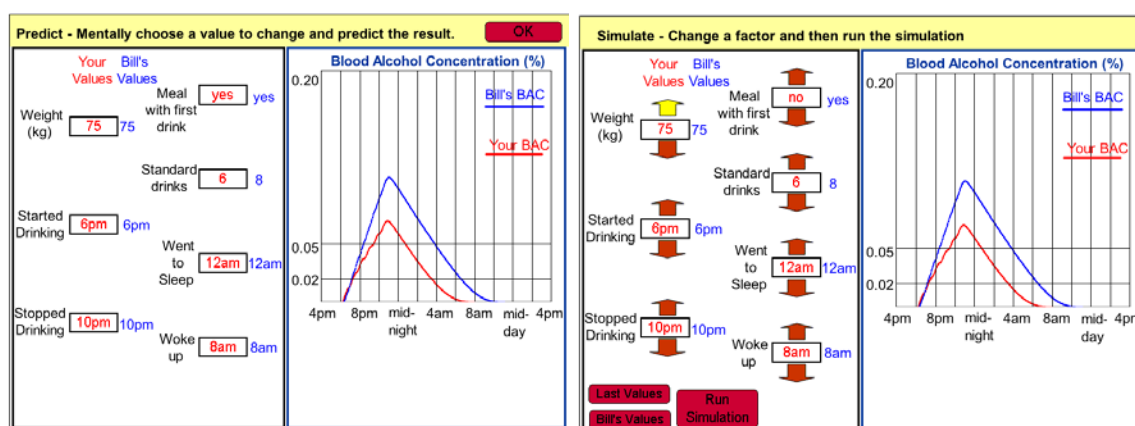 Predict - Mentally choose a value to change and predict the result.
OK
Your Values
Bill's Values
Meal with first drink
yes
yes
Weight (kg)
75
75
Standard drinks
6
8
Started Drinking
6pm
6pm
Went to Sleep
12am
12am
Stopped Drinking
10pm
10pm
Woke up
8am
8am
Blood Alcohol Concentration (%)
0.20
Bill's BAC
Your BAC
0.05
0.02
4pm 8pm mid-night 4am 8am mid-day 4pm
Simulate - Change a factor and then run the simulation
Your Values
Bill's Values
Meal with first drink
no
yes
Weight (kg)
75
75
Standard drinks
6
8
Started Drinking
6pm
6pm
Went to Sleep
12am
12am
Stopped Drinking
10pm
10pm
Woke up
8am
8am
Last Values
Bill's Values
Run Simulation
Blood Alcohol Concentration (%)
0.20
Bill's BAC
Your BAC
0.05
0.02
4pm 8pm mid-night 4am 8am mid-day 4pm